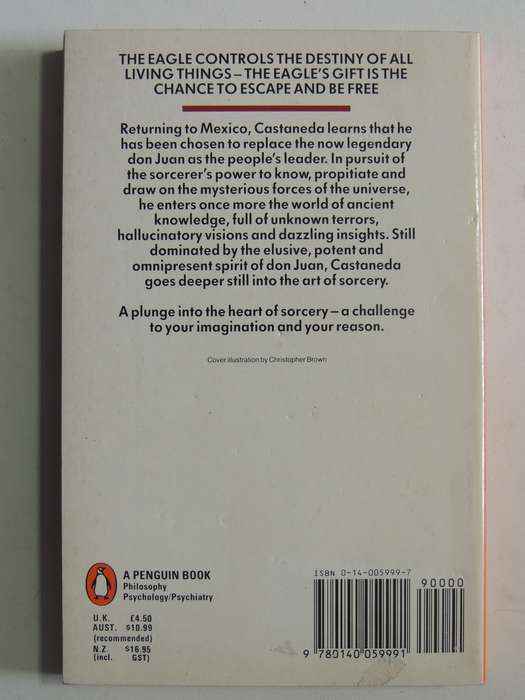 THE EAGLE CONTROLS THE DESTINY OF ALL
LIVING THINGS – THE EAGLE'S GIFT IS THE
CHANCE TO ESCAPE AND BE FREE
Returning to Mexico, Castaneda learns that he
has been chosen to replace the now legendary
don Juan as the people's leader. In pursuit of
the sorcerer's power to know, propitiate and
draw on the mysterious forces of the universe,
he enters once more the world of ancient
knowledge, full of unknown terrors,
hallucinatory visions and dazzling insights. Still
dominated by the elusive, potent and
omnipresent spirit of don Juan, Castaneda
goes deeper still into the art of sorcery.
A plunge into the heart of sorcery – a challenge
to your imagination and your reason.
Cover illustration by Christopher Brown
A PENGUIN BOOK
Philosophy
Psychology/Psychiatry
U.K. £4.50
AUST. $10.99
(recommended)
N.Z. $16.95
(incl. GST)
ISBN 0-14-005999-7
90000
9 780140 059991